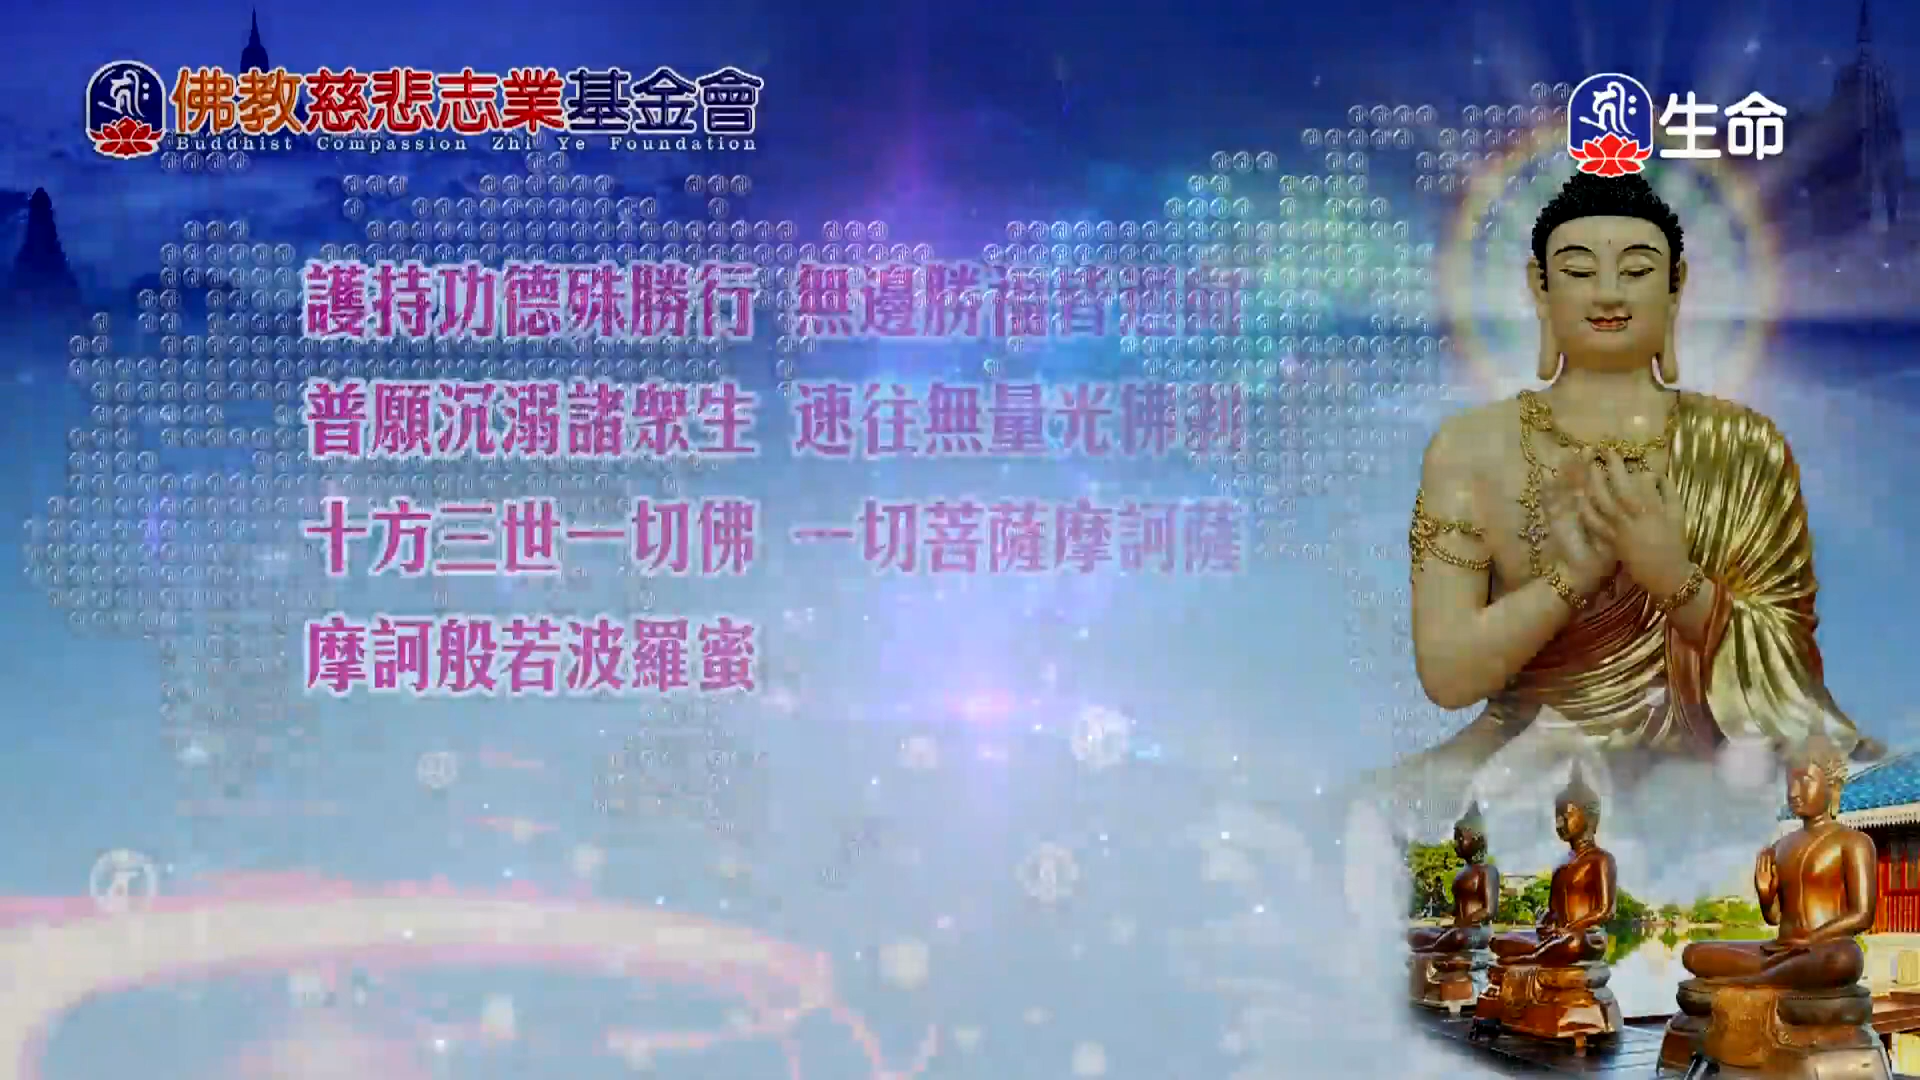 佛教慈悲志業基金會
Buddhist Compassion Zhi Ye Foundation
生命
護持功德殊勝行 無邊勝福皆迴向
普願沉溺諸眾生 速往無量光佛剎
十方三世一切佛 一切菩薩摩訶薩
摩訶般若波羅蜜